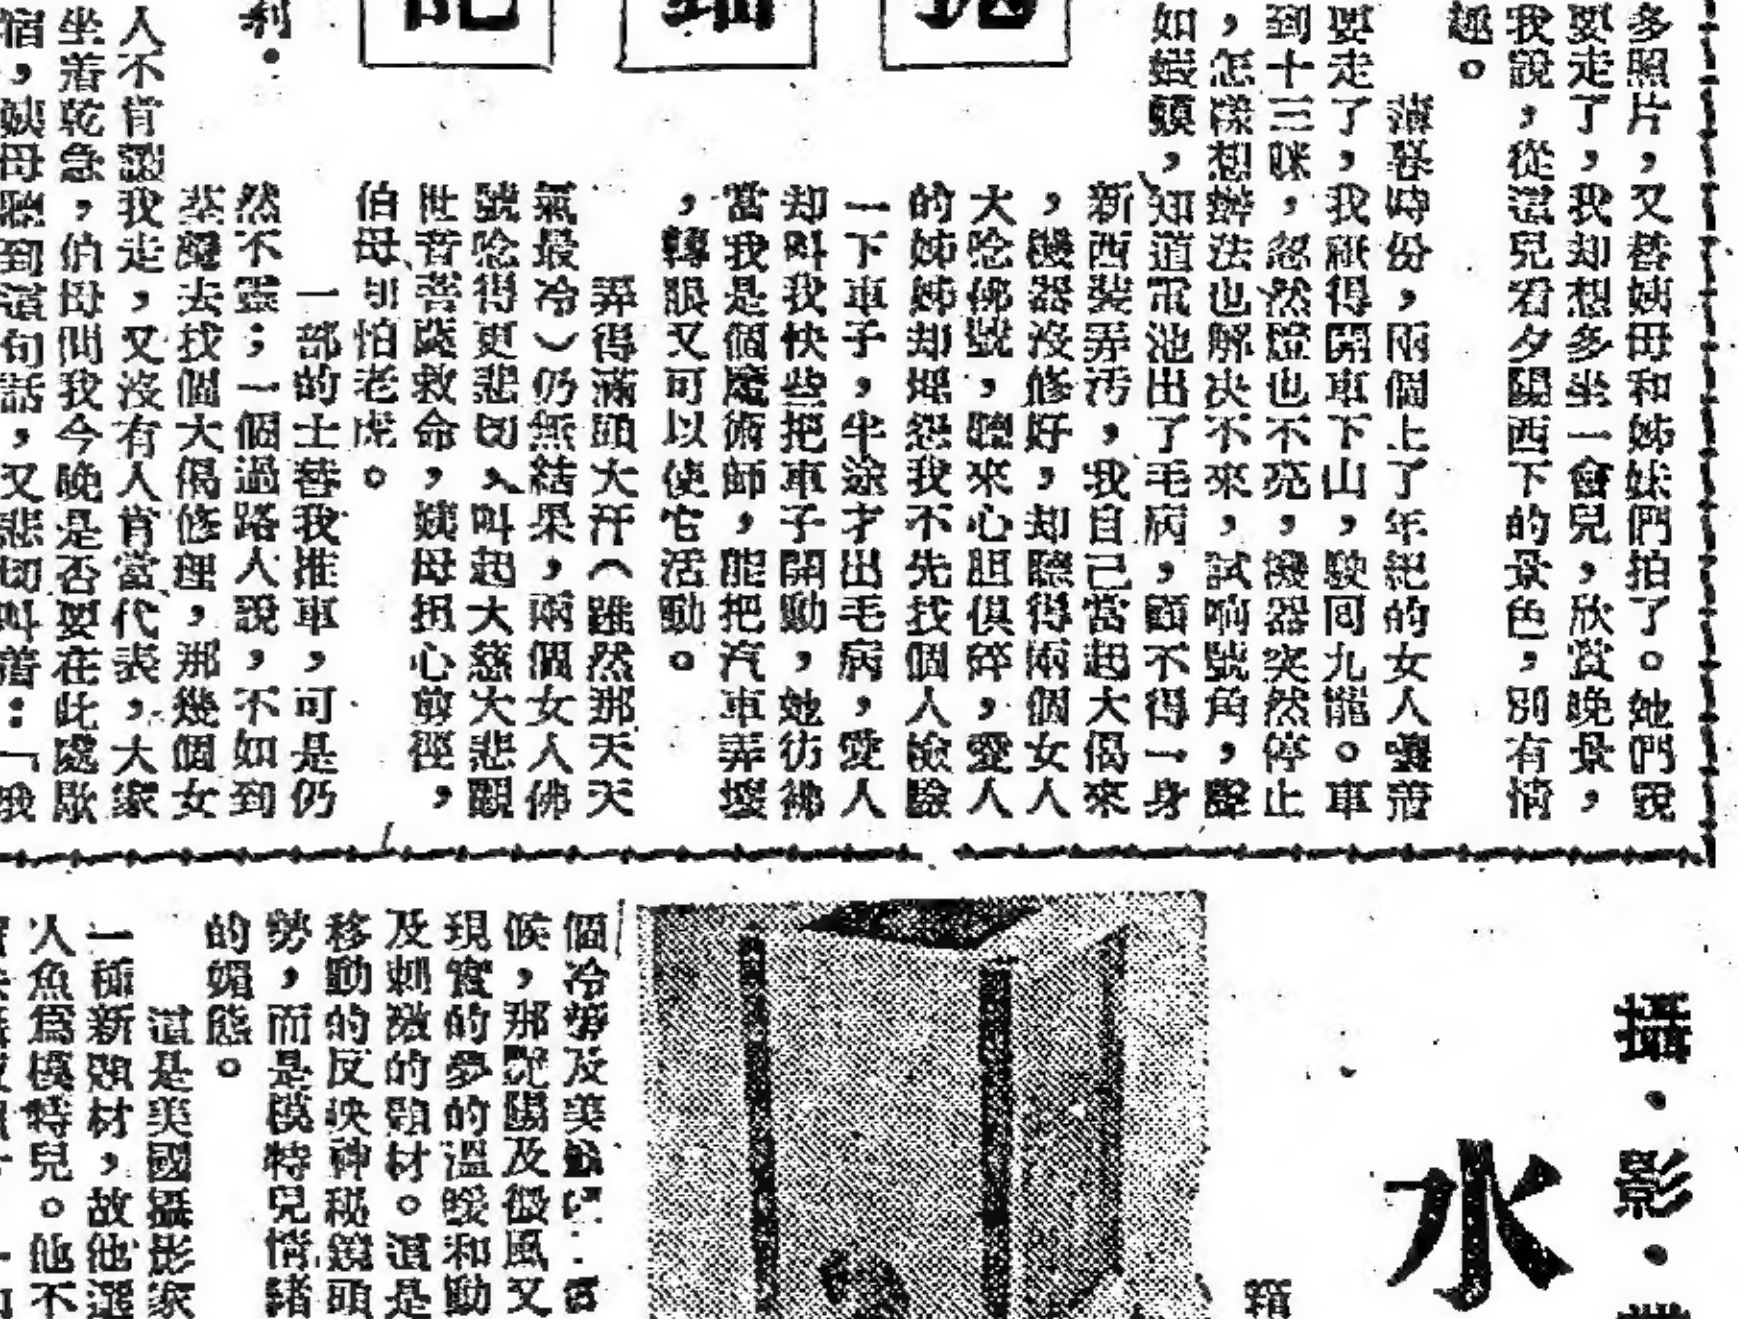 多照片，又替姨母和姊妹們拍了。她們說
要走了，我却想多坐一會兒，欣賞晚景，
我說，從這兒看夕陽西下的景色，別有情
趣。
薄暮時份，兩個上了年紀的女人嚷着
要走了，我祇得開車下山，駛回九龍。車
到十三咪，忽然燈也不亮，機器突然停止
，怎樣想辦法也解决不來，試响號角，聲
如蚊顫，知道電池出了毛病，顧不得一身
新西裝弄汚，我自己當起大偈來
，機器沒修好，却聽得兩個女人
大唸佛號，聽來心胆俱碎，愛人
的姊姊却埋怨我不先找個人檢驗
一下車子，半途才出毛病，愛人
却叫我快些把車子開動，她彷彿
當我是個魔術師，能把汽車弄壞
，轉眼又可以使它活動。
弄得滿頭大汗（雖然那天天
氣最冷）仍無結果，兩個女人佛
號唸得更悲切，叫起大慈大悲觀
世音菩薩救命，姨母担心剪徑，
伯母却怕老虎。
一部的士替我推車，可是仍
然不靈；一個過路人說，不如到
荃灣去找個大偈修理，那幾個女
人不肯讓我走，又沒有人肯當代表，大家
坐着乾急，伯母問我今晚是否要在此處歇
宿，姨母聽到這句話，又悲切叫着：「哦
利．
拋錨記
攝．影．
水
箱
個冷
候，那艷陽及微風又
現實的夢的溫暖和動
及刺激的題材。這是
移動的反映神秘鏡頭
勢，而是模特兒情緒
的媚態。
這是美國攝影家
一種新題材，故他選
人魚爲模特兒。他不